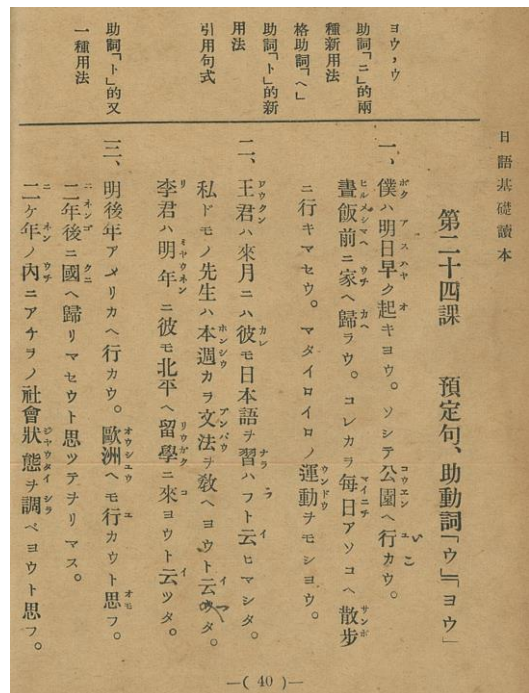 日語基礎讀本
第二十四課 預定句、助動詞「ウ」「ヨウ」
ヨウ，ウ
助詞「ニ」的兩
種新用法
格助詞「ヘ」
助詞「ト」的新
用法
引用句式
助詞「ト」的又
一種用法
一、僕ハ明日早ク起キヨウ。ソシテ公園ヘ行カウ。
晝飯前ニ家ヘ歸ラウ。コレカラ每日アソコヘ散步
ニ行キマセウ。マタイロイロノ運動ヲモシヨウ。
二、王君ハ來月ニハ彼モ日本語ヲ習ハフト云ヒマシタ。
私ドモノ先生ハ本週カラ文法ヲ敎ヘヨウト云ツタ。
李君ハ明年ニ彼モ北平ヘ留學ニ來ヨウト云ツタ。
三、明後年アメリカヘ行カウ。歐洲ヘモ行カウト思フ。
二年後ニ國ヘ歸リマセウト思ツテヲリマス。
二ケ年ノ內ニアチラノ社會狀態ヲ調ベヨウト思フ。
—( 40 )—